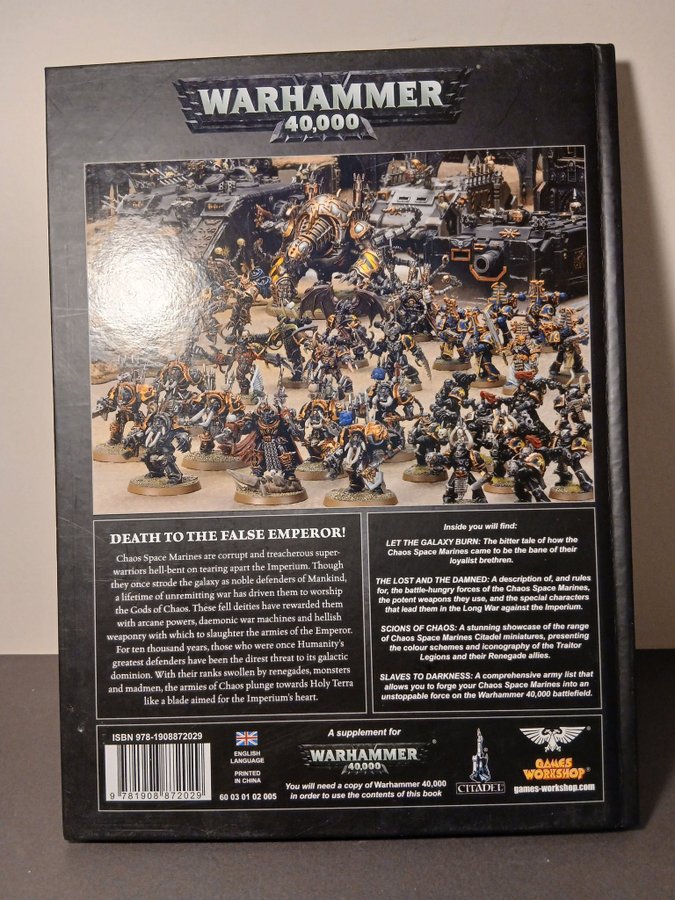 WARHAMMER
40,000
DEATH TO THE FALSE EMPEROR!
Chaos Space Marines are corrupt and treacherous super-
warriors hell-bent on tearing apart the Imperium. Though
they once strode the galaxy as noble defenders of Mankind,
a lifetime of unremitting war has driven them to worship
the Gods of Chaos. These fell deities have rewarded them
with arcane powers, daemonic war machines and hellish
weaponry with which to slaughter the armies of the Emperor.
For ten thousand years, those who were once Humanity's
greatest defenders have been the direst threat to its galactic
dominion. With their ranks swollen by renegades, monsters
and madmen, the armies of Chaos plunge towards Holy Terra
like a blade aimed for the Imperium's heart.
Inside you will find:
LET THE GALAXY BURN: The bitter tale of how the
Chaos Space Marines came to be the bane of their
loyalist brethren.
THE LOST AND THE DAMNED: A description of, and rules
for, the battle-hungry forces of the Chaos Space Marines,
the potent weapons they use, and the special characters
that lead them in the Long War against the Imperium.
SCIONS OF CHAOS: A stunning showcase of the range
of Chaos Space Marines Citadel miniatures, presenting
the colour schemes and iconography of the Traitor
Legions and their Renegade allies.
SLAVES TO DARKNESS: A comprehensive army list that
allows you to forge your Chaos Space Marines into an
unstoppable force on the Warhammer 40,000 battlefield.
ISBN 978-1908872029
9 781908 872029
ENGLISH
LANGUAGE
PRINTED
IN CHINA
60 03 01 02 005
A supplement for
WARHAMMER
40,000
You will need a copy of Warhammer 40,000
in order to use the contents of this book
CITADEL
GAMES
WORKSHOP
games-workshop.com